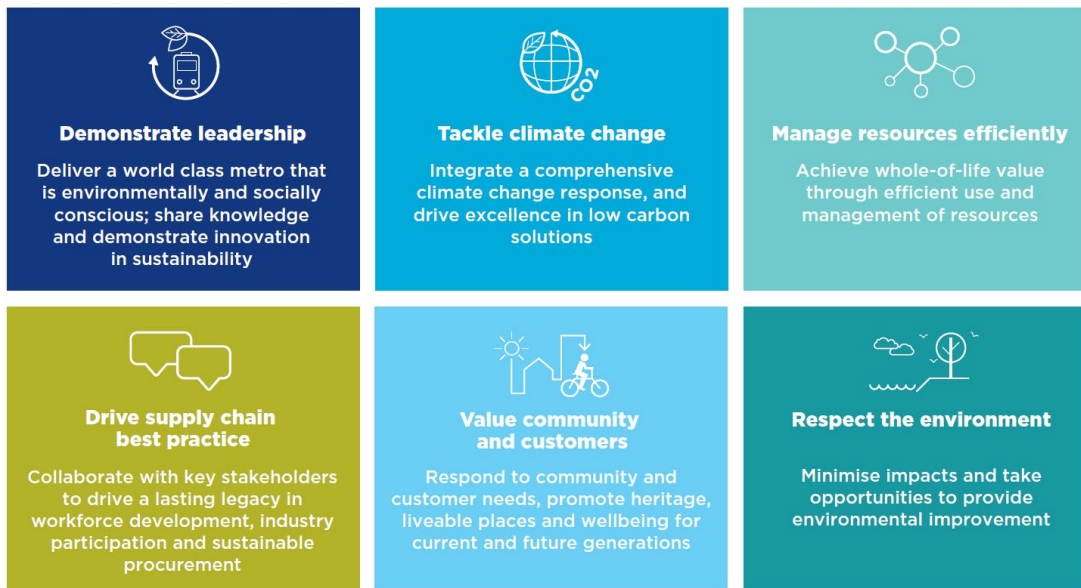 CO2
Demonstrate leadership
Deliver a world class metro that
is environmentally and socially
conscious; share knowledge
and demonstrate innovation
in sustainability
Tackle climate change
Integrate a comprehensive
climate change response, and
drive excellence in low carbon
solutions
Manage resources efficiently
Achieve whole-of-life value
through efficient use and
management of resources
Drive supply chain
best practice
Collaborate with key stakeholders
to drive a lasting legacy in
workforce development, industry
participation and sustainable
procurement
Value community
and customers
Respond to community and
customer needs, promote heritage,
liveable places and wellbeing for
current and future generations
Respect the environment
Minimise impacts and take
opportunities to provide
environmental improvement